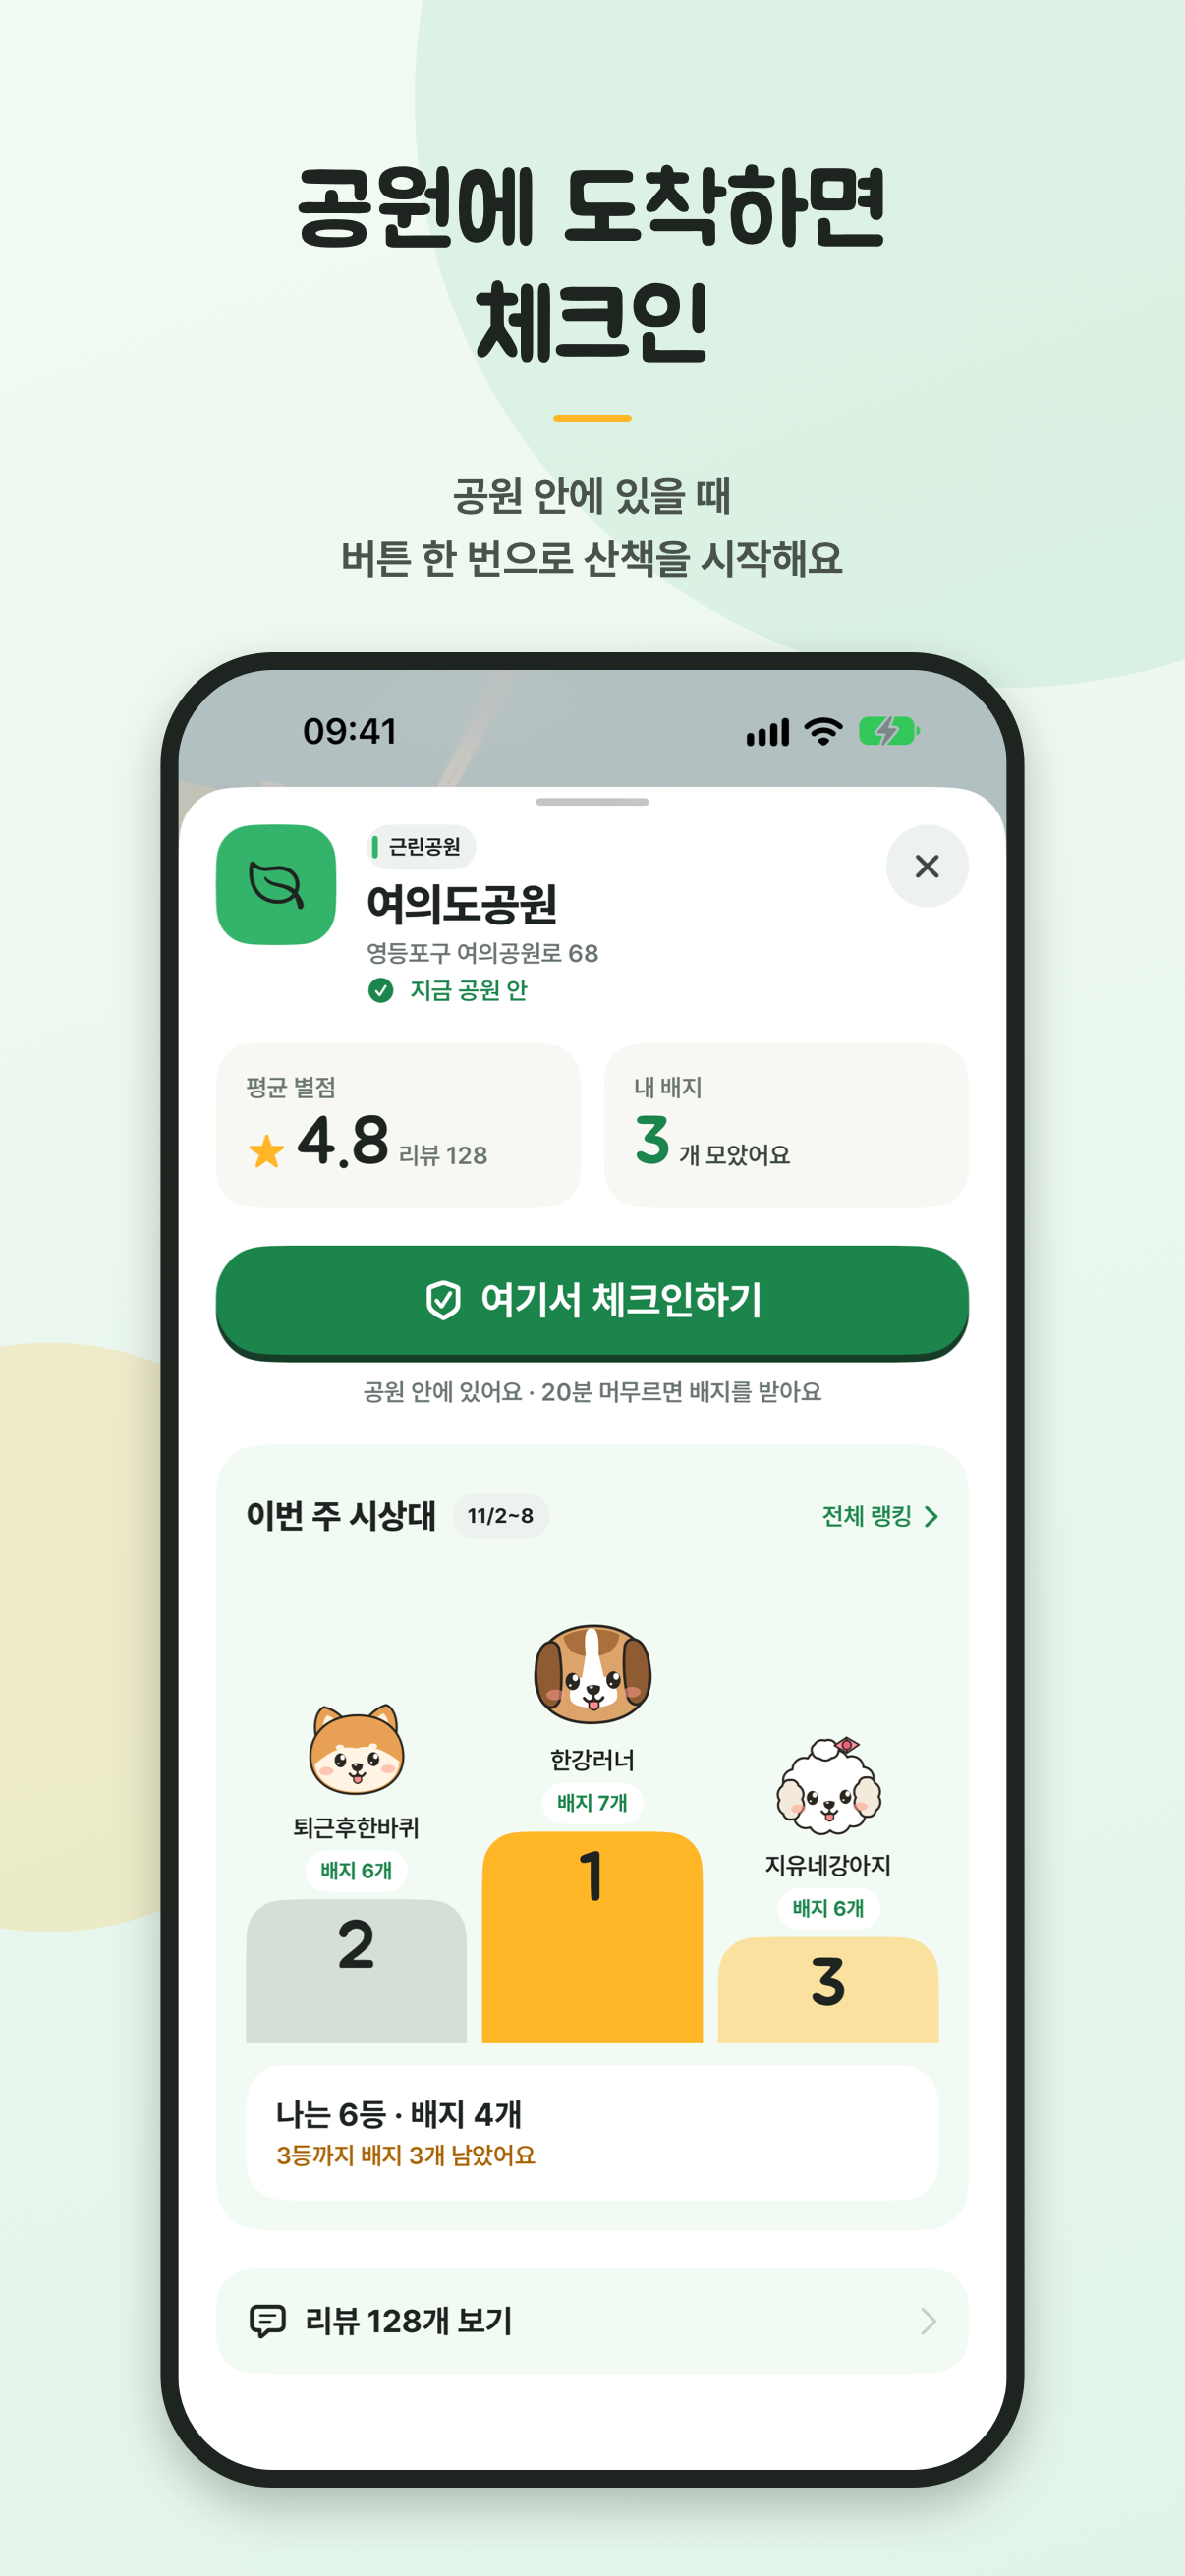 공원에 도착하면
체크인
공원 안에 있을 때
버튼 한 번으로 산책을 시작해요
09:41
근린공원
여의도공원
영등포구 여의공원로 68
지금 공원 안
평균 별점
4.8 리뷰 128
내 배지
3 개 모았어요
여기서 체크인하기
공원 안에 있어요 · 20분 머무르면 배지를 받아요
이번 주 시상대 11/2~8 전체 랭킹
한강러너
배지 7개
1
퇴근후한바퀴
배지 6개
2
지유네강아지
배지 6개
3
나는 6등 · 배지 4개
3등까지 배지 3개 남았어요
리뷰 128개 보기